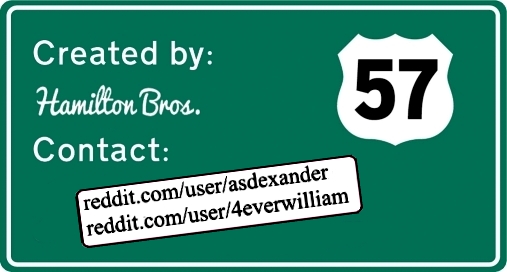 Created by:
Hamilton Bros.
Contact:
reddit.com/user/asdexander
reddit.com/user/4everwilliam
57